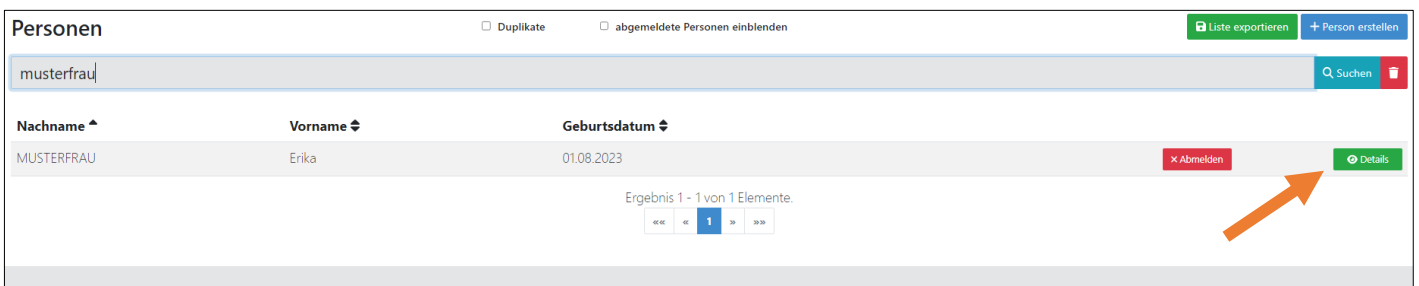 Personen Duplikate abgemeldete Personen einblenden Liste exportieren + Person erstellen
musterfrau Suchen
Nachname Vorname Geburtsdatum
MUSTERFRAU Erika 01.08.2023 × Abmelden Details
Ergebnis 1 - 1 von 1 Elemente.
«« « 1 » »»